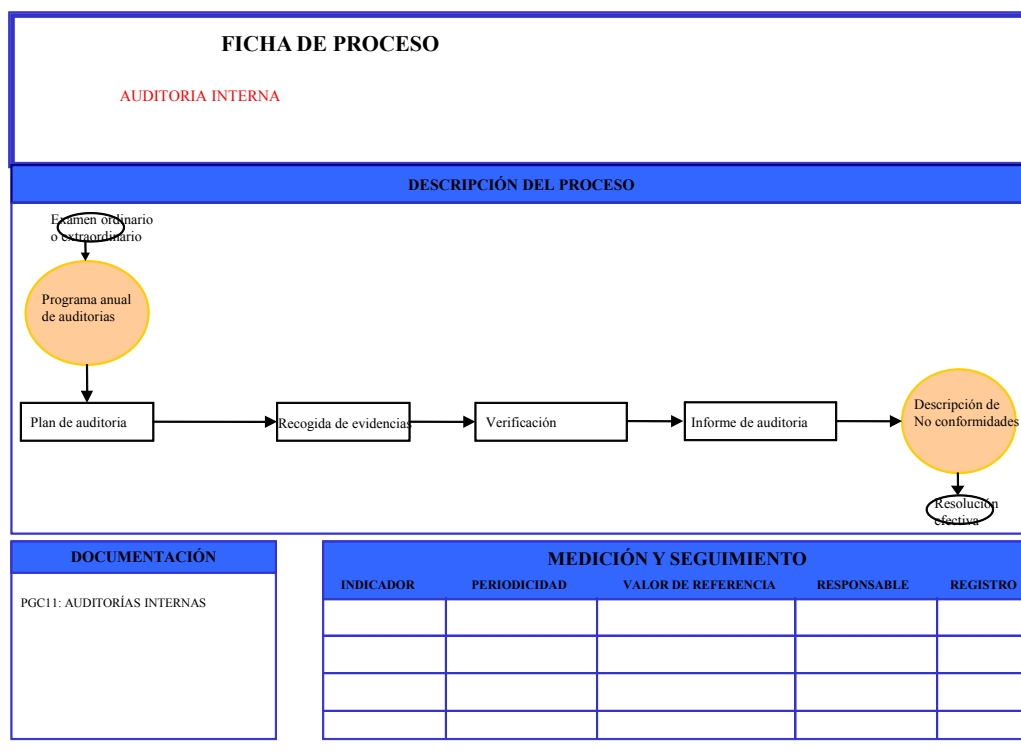 FICHA DE PROCESO
AUDITORIA INTERNA
DESCRIPCIÓN DEL PROCESO
Examen ordinario
o extraordinario
Programa anual
de auditorias
Plan de auditoria
Recogida de evidencias
Verificación
Informe de auditoria
Descripción de
No conformidades
Resolución
efectiva
DOCUMENTACIÓN
PGC11: AUDITORÍAS INTERNAS
MEDICIÓN Y SEGUIMIENTO
INDICADOR
PERIODICIDAD
VALOR DE REFERENCIA
RESPONSABLE
REGISTRO